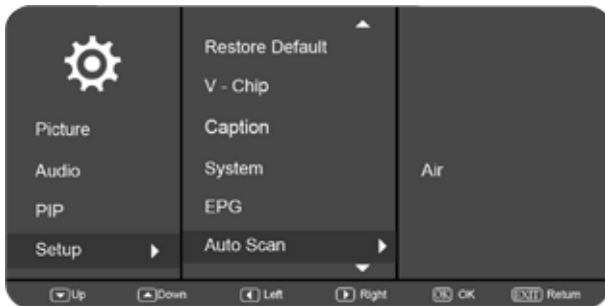 Picture
Audio
PIP
Setup
Restore Default
V - Chip
Caption
System
EPG
Auto Scan
Air
Up Down Left Right OK OK EXIT Return